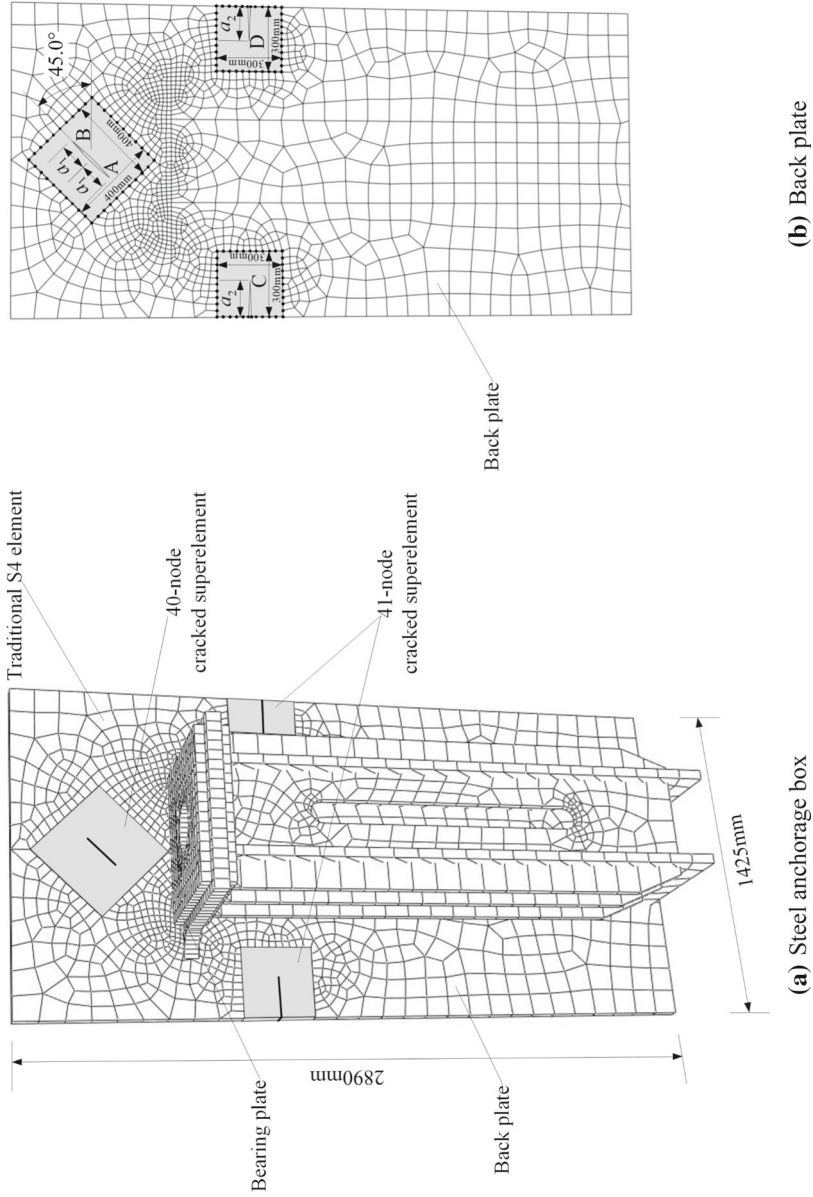 Traditional S4 element
40-node
cracked superelement
41-node
cracked superelement
Bearing plate
Back plate
2890mm
1425mm
(a) Steel anchorage box
45.0°
a₁
a₁
A
B
400mm
400mm
a₂
C
300mm
300mm
a₂
D
300mm
300mm
Back plate
(b) Back plate